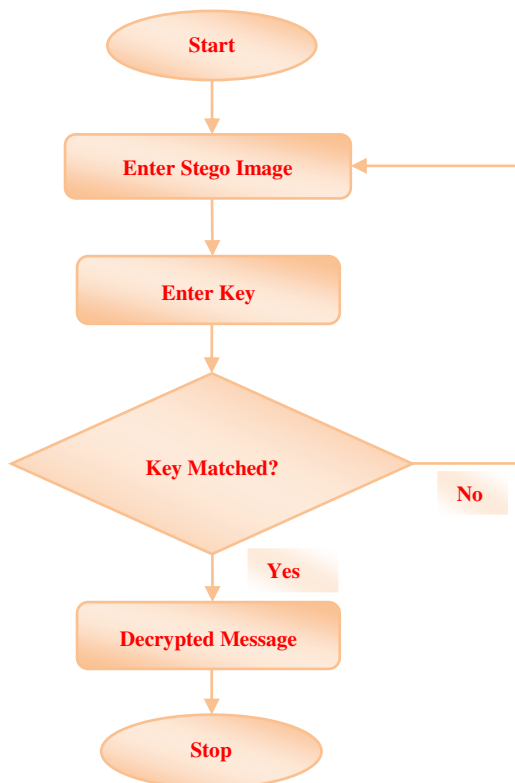 Start
Enter Stego Image
Enter Key
Key Matched?
No
Yes
Decrypted Message
Stop